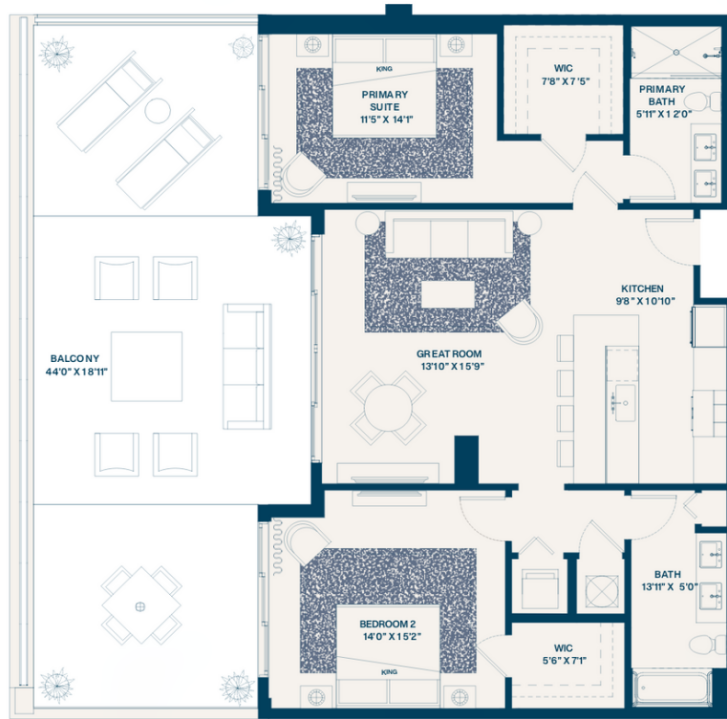 KING
PRIMARY
SUITE
11'5" X 14'1"
WIC
7'8" X 7'5"
PRIMARY
BATH
5'11" X 12'0"
KITCHEN
9'8" X 10'10"
GREAT ROOM
13'10" X 15'9"
BALCONY
44'0" X 18'11"
BATH
13'11" X 5'0"
BEDROOM 2
14'0" X 15'2"
WIC
5'6" X 7'1"
KING